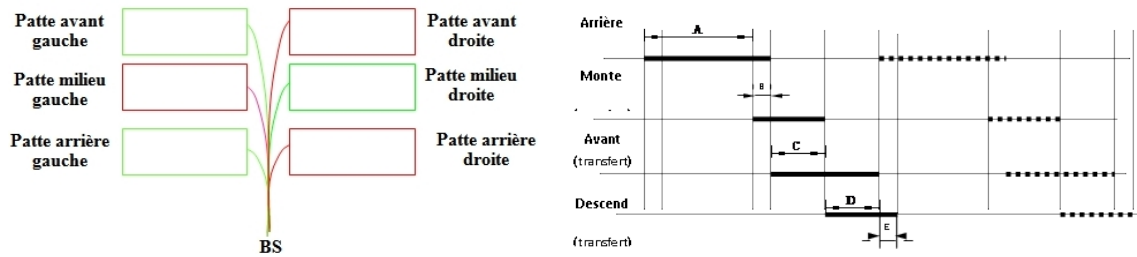 Patte avant
gauche
Patte avant
droite
Patte milieu
gauche
Patte milieu
droite
Patte arrière
gauche
Patte arrière
droite
BS
Arrière
A
Monte
B
Avant
(transfert)
C
Descend
D
(transfert)
E